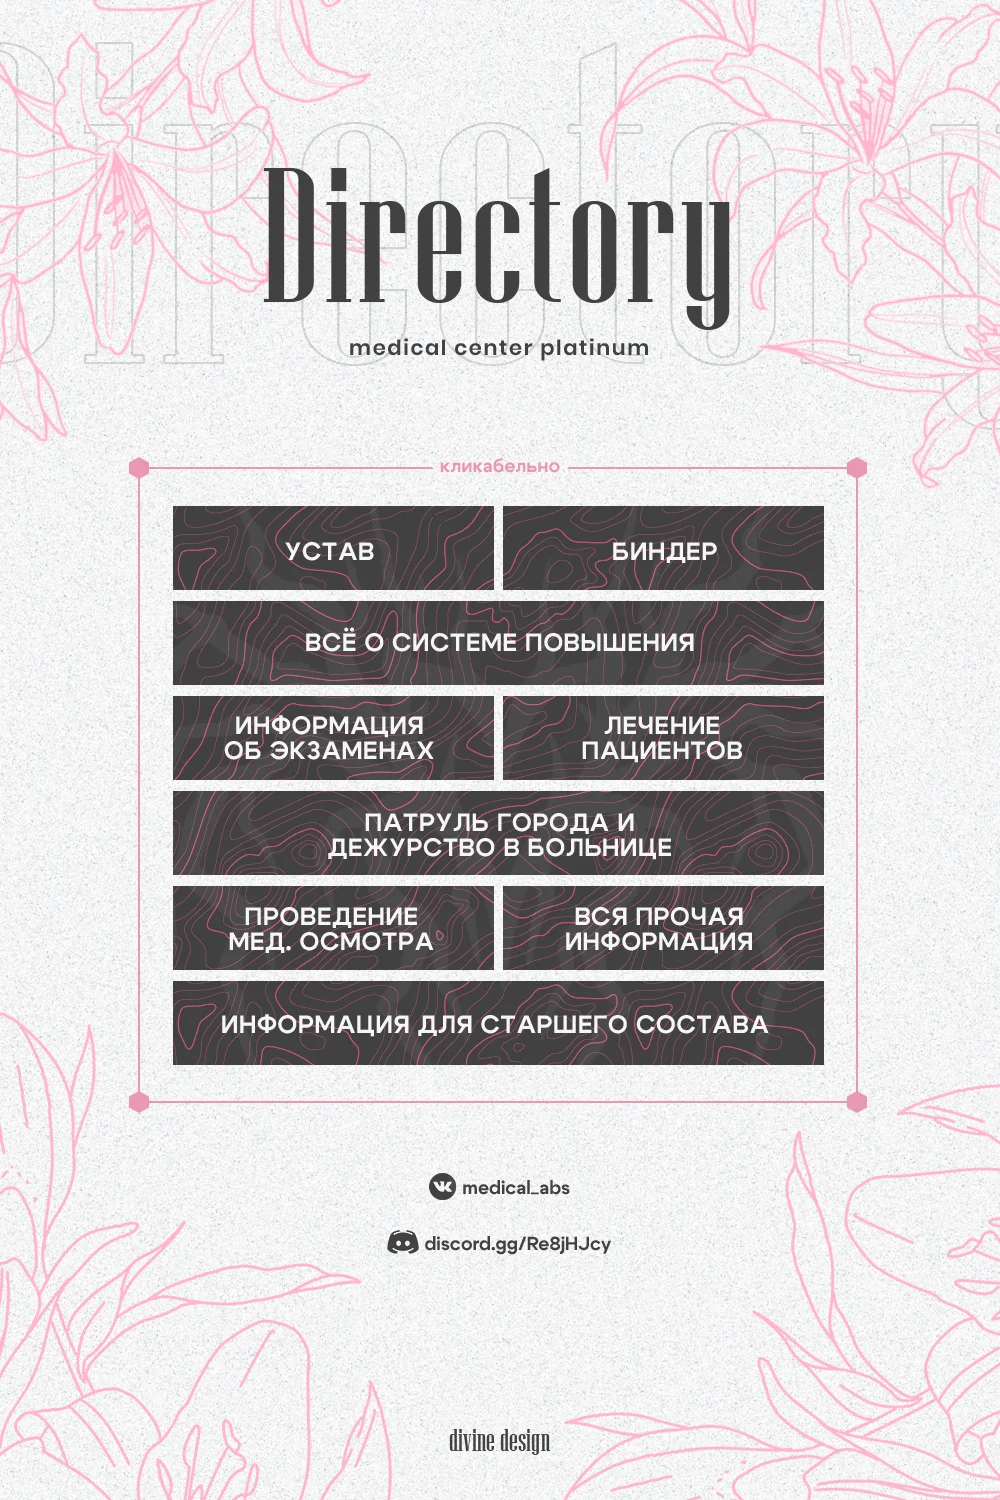 Directory
Directory
medical center platinum
кликабельно
УСТАВ
БИНДЕР
ВСЁ О СИСТЕМЕ ПОВЫШЕНИЯ
ИНФОРМАЦИЯ
ОБ ЭКЗАМЕНАХ
ЛЕЧЕНИЕ
ПАЦИЕНТОВ
ПАТРУЛЬ ГОРОДА И
ДЕЖУРСТВО В БОЛЬНИЦЕ
ПРОВЕДЕНИЕ
МЕД. ОСМОТРА
ВСЯ ПРОЧАЯ
ИНФОРМАЦИЯ
ИНФОРМАЦИЯ ДЛЯ СТАРШЕГО СОСТАВА
medical_abs
discord.gg/Re8jHJcy
divine design